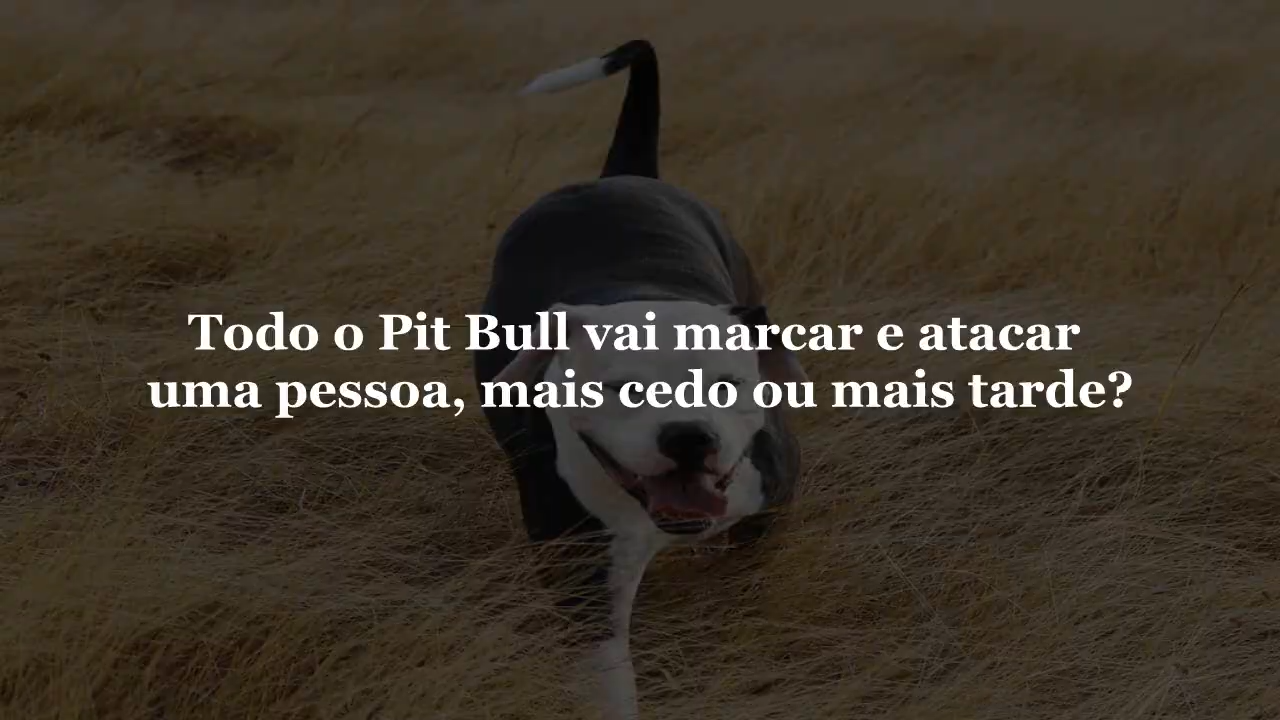 Todo o Pit Bull vai marcar e atacar
uma pessoa, mais cedo ou mais tarde?